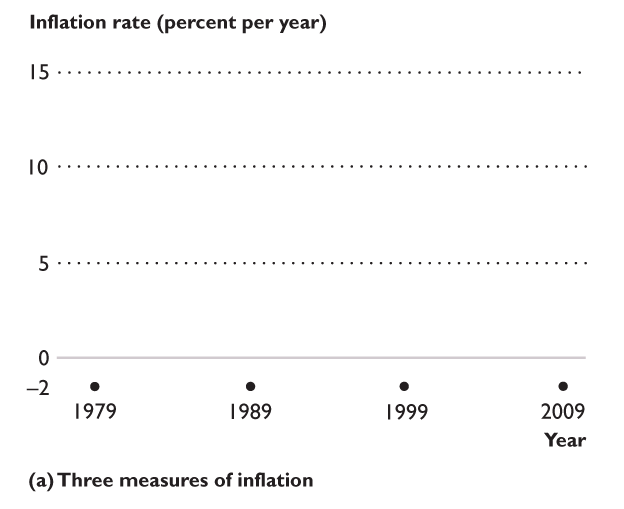 Inflation rate (percent per year)
15
10
5
0
–2
1979 1989 1999 2009
Year
(a) Three measures of inflation